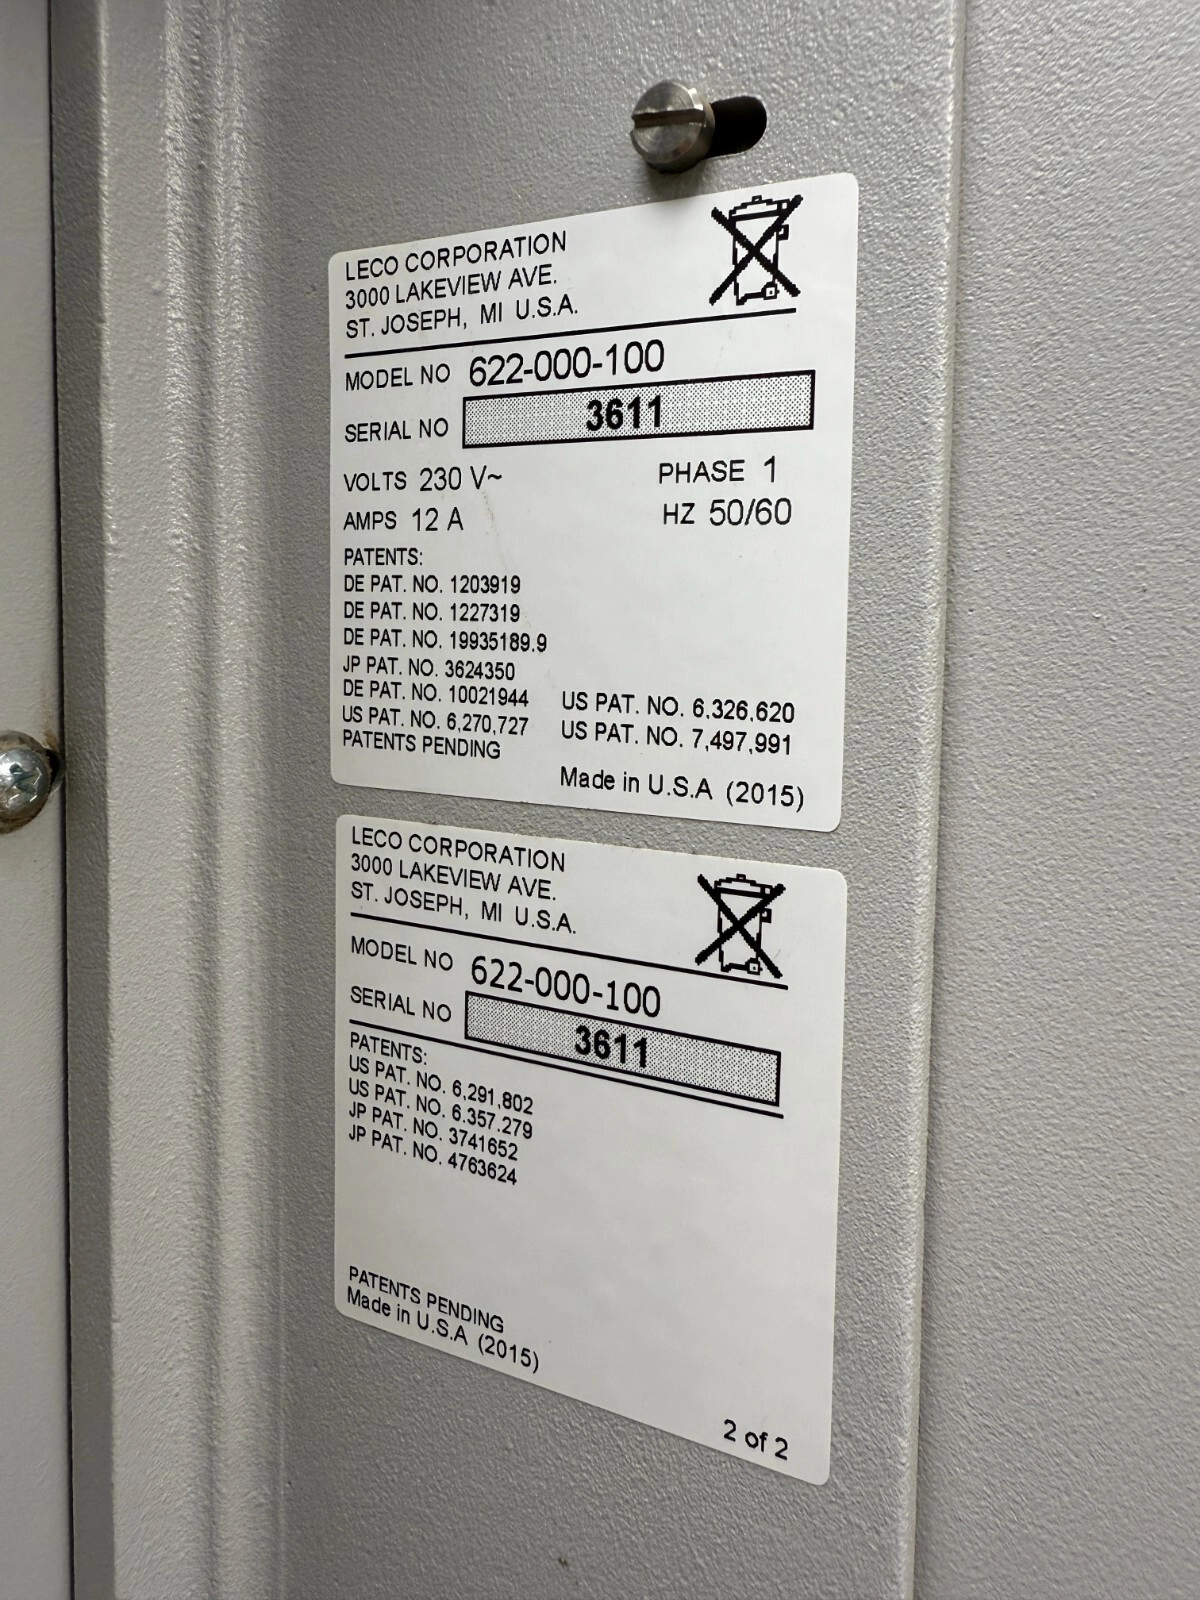 LECO CORPORATION
3000 LAKEVIEW AVE.
ST. JOSEPH, MI U.S.A.
MODEL NO 622-000-100
SERIAL NO 3611
VOLTS 230 V~ PHASE 1
AMPS 12 A HZ 50/60
PATENTS:
DE PAT. NO. 1203919
DE PAT. NO. 1227319
DE PAT. NO. 19935189.9
JP PAT. NO. 3624350
DE PAT. NO. 10021944 US PAT. NO. 6,326,620
US PAT. NO. 6,270,727 US PAT. NO. 7,497,991
PATENTS PENDING
Made in U.S.A (2015)
LECO CORPORATION
3000 LAKEVIEW AVE.
ST. JOSEPH, MI U.S.A.
MODEL NO 622-000-100
SERIAL NO 3611
PATENTS:
US PAT. NO. 6,291,802
US PAT. NO. 6.357.279
JP PAT. NO. 3741652
JP PAT. NO. 4763624
PATENTS PENDING
Made in U.S.A (2015)
2 of 2